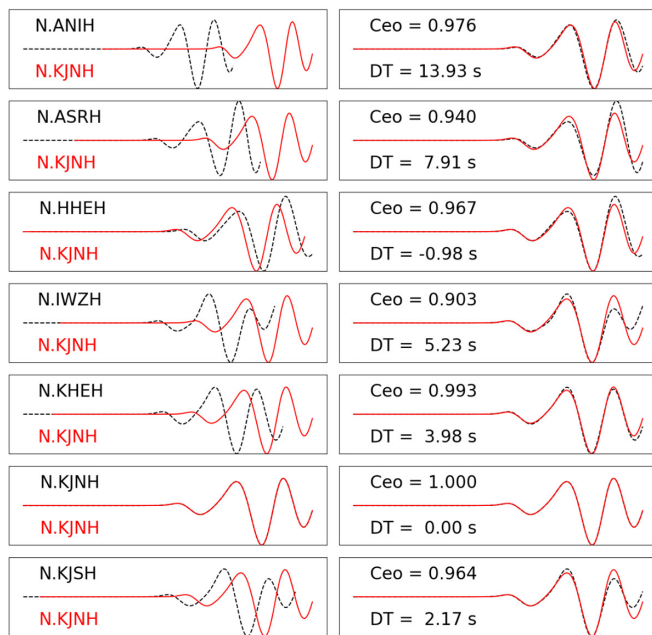 N.ANIH
N.KJNH
Ceo = 0.976
DT = 13.93 s
N.ASRH
N.KJNH
Ceo = 0.940
DT = 7.91 s
N.HHEH
N.KJNH
Ceo = 0.967
DT = -0.98 s
N.IWZH
N.KJNH
Ceo = 0.903
DT = 5.23 s
N.KHEH
N.KJNH
Ceo = 0.993
DT = 3.98 s
N.KJNH
N.KJNH
Ceo = 1.000
DT = 0.00 s
N.KJSH
N.KJNH
Ceo = 0.964
DT = 2.17 s